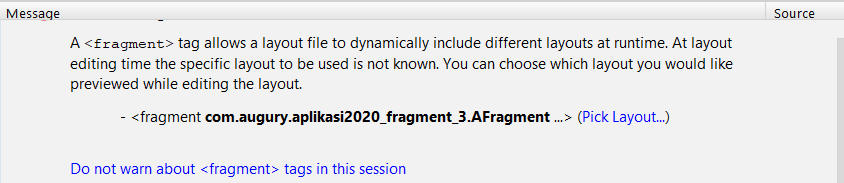 Message Source
A <fragment> tag allows a layout file to dynamically include different layouts at runtime. At layout
editing time the specific layout to be used is not known. You can choose which layout you would like
previewed while editing the layout.
- <fragment com.augury.aplikasi2020_fragment_3.AFragment ...> (Pick Layout...)
Do not warn about <fragment> tags in this session